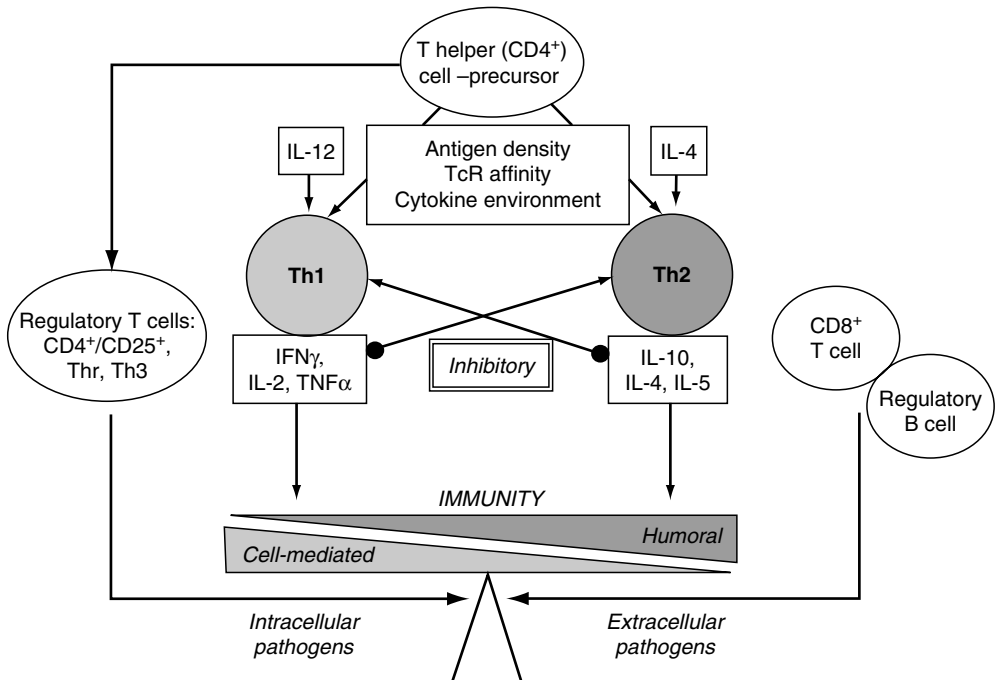 T helper (CD4⁺)
cell –precursor
IL-12
Antigen density
TcR affinity
Cytokine environment
IL-4
Th1
Th2
Regulatory T cells:
CD4⁺/CD25⁺,
Thr, Th3
IFNγ,
IL-2, TNFα
Inhibitory
IL-10,
IL-4, IL-5
CD8⁺
T cell
Regulatory
B cell
IMMUNITY
Humoral
Cell-mediated
Intracellular
pathogens
Extracellular
pathogens